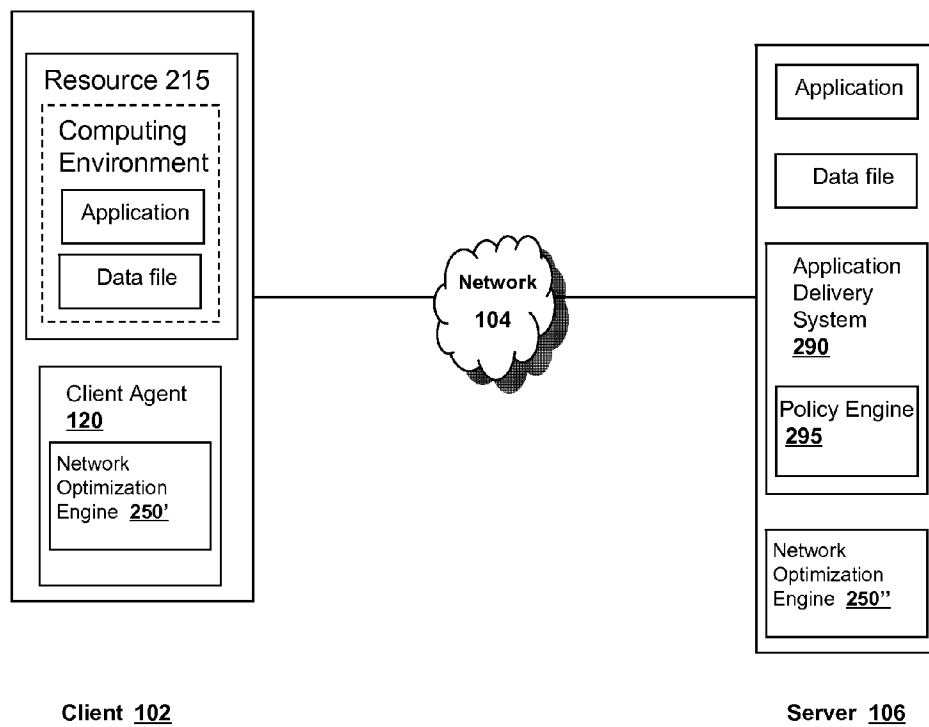 Resource 215
Computing
Environment
Application
Data file
Client Agent
120
Network
Optimization
Engine 250'
Network
104
Application
Data file
Application
Delivery
System
290
Policy Engine
295
Network
Optimization
Engine 250''
Client 102
Server 106